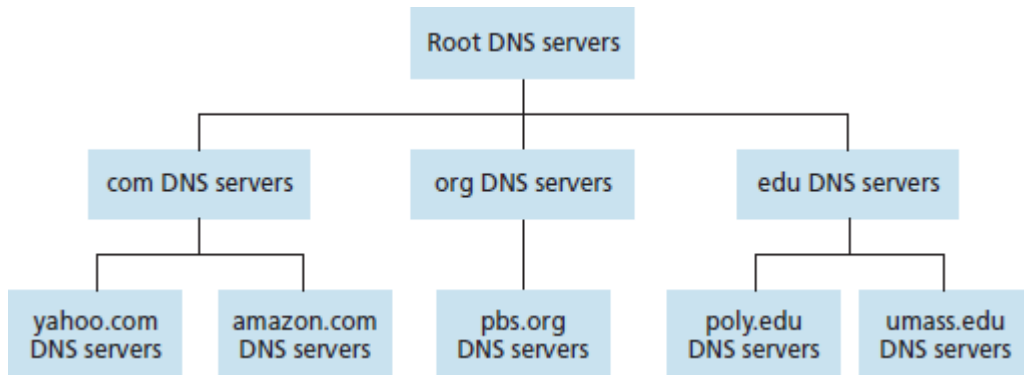 Root DNS servers
com DNS servers
org DNS servers
edu DNS servers
yahoo.com
DNS servers
amazon.com
DNS servers
pbs.org
DNS servers
poly.edu
DNS servers
umass.edu
DNS servers